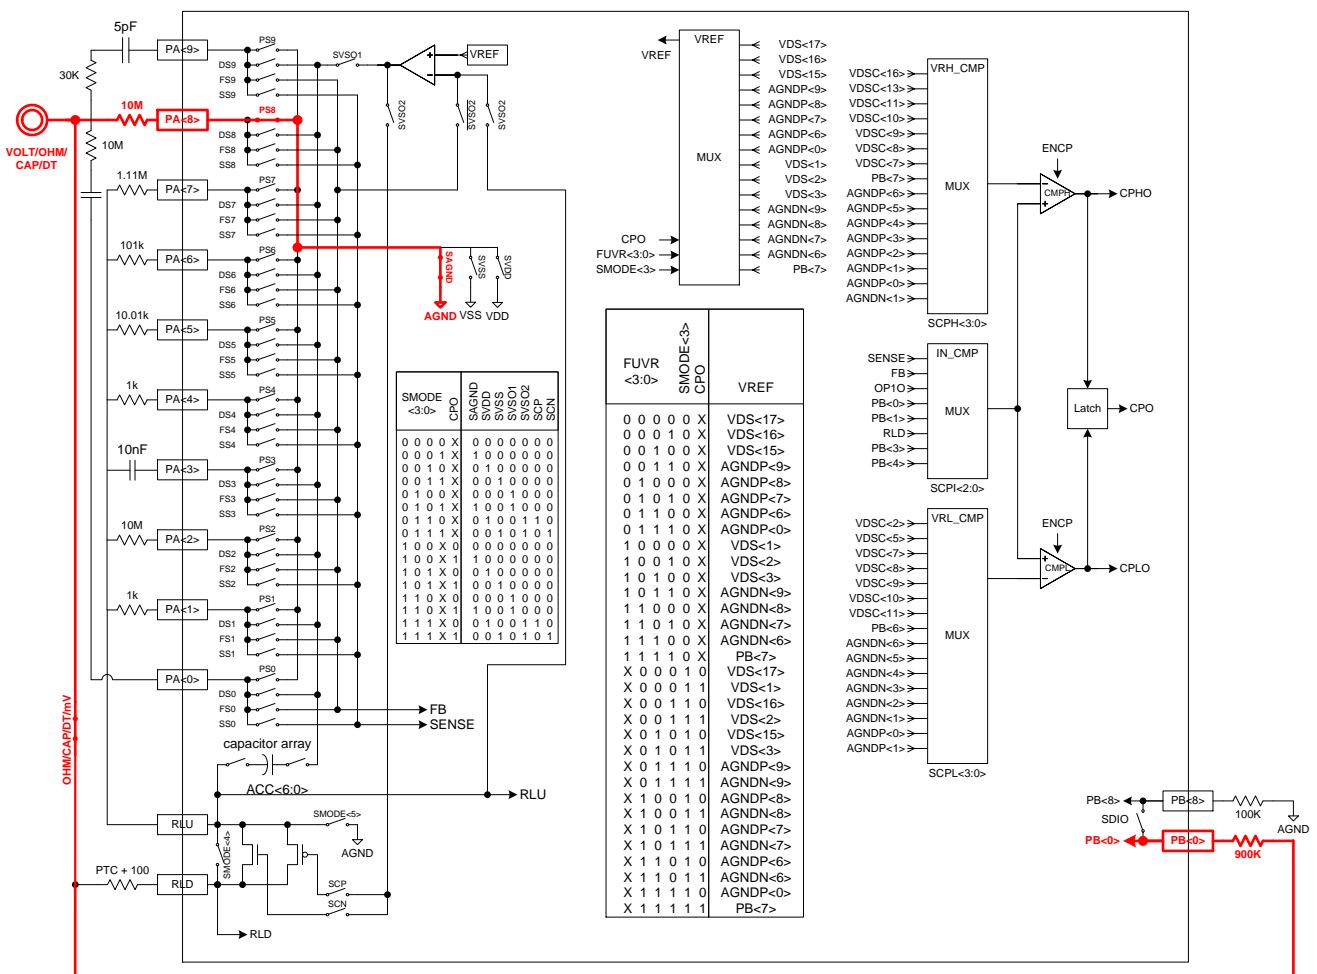 5pF
30K
10M
VOLT/OHM/
CAP/DT
10M
1.11M
101k
10.01k
1k
10nF
10M
1k
OHM/CAP/DT/mV
PTC + 100
PA<9>
PA<8>
PA<7>
PA<6>
PA<5>
PA<4>
PA<3>
PA<2>
PA<1>
PA<0>
RLU
RLD
PS9
DS9
FS9
SS9
PS8
DS8
FS8
SS8
PS7
DS7
FS7
SS7
PS6
DS6
FS6
SS6
PS5
DS5
FS5
SS5
PS4
DS4
FS4
SS4
PS3
DS3
FS3
SS3
PS2
DS2
FS2
SS2
PS1
DS1
FS1
SS1
PS0
DS0
FS0
SS0
SVSO1
VREF
SVSO2
SVSO2
SVSO2
SAGND
SVSS
SVDD
AGND
VSS
VDD
FB
SENSE
capacitor array
ACC<6:0>
RLU
SMODE<5>
AGND
SMODE<4>
SCP
SCN
RLD
SMODE
<3:0>
CPO SAGND SVDD SVSS SVSO1 SVSO2 SCP SCN
0 0 0 0 X 0 0 0 0 0 0 0
0 0 0 1 X 1 0 0 0 0 0 0
0 0 1 0 X 0 1 0 0 0 0 0
0 0 1 1 X 0 0 1 0 0 0 0
0 1 0 0 X 0 0 0 1 0 0 0
0 1 0 1 X 1 0 0 0 1 0 0
0 1 1 0 X 0 1 0 0 1 1 0
0 1 1 1 X 0 0 1 0 1 0 1
1 0 0 X 0 0 0 0 0 0 0 0
1 0 0 X 1 1 0 0 0 0 0 0
1 0 1 X 0 0 1 0 0 0 0 0
1 0 1 X 1 0 0 1 0 0 0 0
1 1 0 X 0 0 0 0 1 0 0 0
1 1 0 X 1 1 0 0 0 1 0 0
1 1 1 X 0 0 1 0 0 1 1 0
1 1 1 X 1 0 0 1 0 1 0 1
VREF
VREF
MUX
CPO
FUVR<3:0>
SMODE<3>
VDS<17>
VDS<16>
VDS<15>
AGNDP<9>
AGNDP<8>
AGNDP<7>
AGNDP<6>
AGNDP<0>
VDS<1>
VDS<2>
VDS<3>
AGNDN<9>
AGNDN<8>
AGNDN<7>
AGNDN<6>
PB<7>
FUVR
<3:0>
SMODE<3>
CPO
VREF
0 0 0 0 0 X VDS<17>
0 0 0 1 0 X VDS<16>
0 0 1 0 0 X VDS<15>
0 0 1 1 0 X AGNDP<9>
0 1 0 0 0 X AGNDP<8>
0 1 0 1 0 X AGNDP<7>
0 1 1 0 0 X AGNDP<6>
0 1 1 1 0 X AGNDP<0>
1 0 0 0 0 X VDS<1>
1 0 0 1 0 X VDS<2>
1 0 1 0 0 X VDS<3>
1 0 1 1 0 X AGNDN<9>
1 1 0 0 0 X AGNDN<8>
1 1 0 1 0 X AGNDN<7>
1 1 1 0 0 X AGNDN<6>
1 1 1 1 0 X PB<7>
X 0 0 0 1 0 VDS<17>
X 0 0 0 1 1 VDS<1>
X 0 0 1 1 0 VDS<16>
X 0 0 1 1 1 VDS<2>
X 0 1 0 1 0 VDS<15>
X 0 1 0 1 1 VDS<3>
X 0 1 1 1 0 AGNDP<9>
X 0 1 1 1 1 AGNDN<9>
X 1 0 0 1 0 AGNDP<8>
X 1 0 0 1 1 AGNDN<8>
X 1 0 1 1 0 AGNDP<7>
X 1 0 1 1 1 AGNDN<7>
X 1 1 0 1 0 AGNDP<6>
X 1 1 0 1 1 AGNDN<6>
X 1 1 1 1 0 AGNDP<0>
X 1 1 1 1 1 PB<7>
VRH_CMP
MUX
VDSC<16>
VDSC<13>
VDSC<11>
VDSC<10>
VDSC<9>
VDSC<8>
VDSC<7>
PB<7>
AGNDP<6>
AGNDP<5>
AGNDP<4>
AGNDP<3>
AGNDP<2>
AGNDP<1>
AGNDP<0>
AGNDN<1>
SCPH<3:0>
IN_CMP
MUX
SENSE
FB
OP1O
PB<0>
PB<1>
RLD
PB<3>
PB<4>
SCPI<2:0>
VRL_CMP
MUX
VDSC<2>
VDSC<5>
VDSC<7>
VDSC<8>
VDSC<9>
VDSC<10>
VDSC<11>
PB<6>
AGNDN<6>
AGNDN<5>
AGNDN<4>
AGNDN<3>
AGNDN<2>
AGNDN<1>
AGNDP<0>
AGNDP<1>
SCPL<3:0>
ENCP
CMPH
CPHO
Latch
CPO
ENCP
CMPL
CPLO
PB<8>
PB<8>
100K
AGND
SDIO
PB<0>
PB<0>
900K